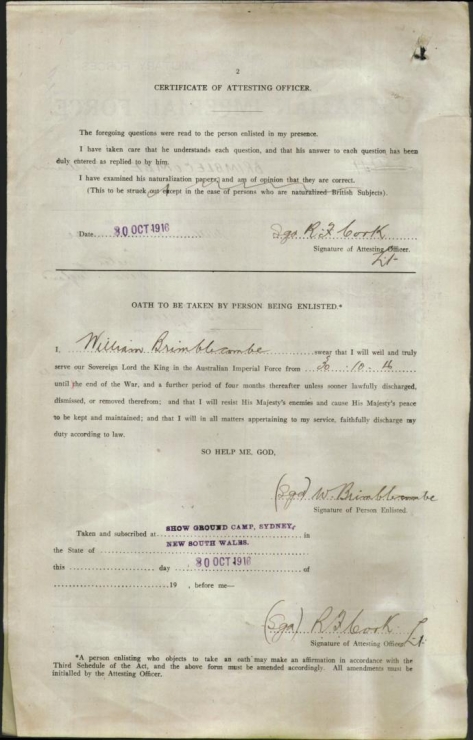 2
CERTIFICATE OF ATTESTING OFFICER.
The foregoing questions were read to the person enlisted in my presence.
I have taken care that he understands each question, and that his answer to each question has been
duly entered as replied to by him.
I have examined his naturalization papers, and am of opinion that they are correct.
(This to be struck out except in the case of persons who are naturalized British Subjects).
Date 30 OCT 1916 Sgd R F Cook
Signature of Attesting Officer.
Lt
OATH TO BE TAKEN BY PERSON BEING ENLISTED.*
I, William Brimblecombe swear that I will well and truly
serve our Sovereign Lord the King in the Australian Imperial Force from 30 - 10 - 16
until the end of the War, and a further period of four months thereafter unless sooner lawfully discharged,
dismissed, or removed therefrom; and that I will resist His Majesty's enemies and cause His Majesty's peace
to be kept and maintained; and that I will in all matters appertaining to my service, faithfully discharge my
duty according to law.
SO HELP ME, GOD,
(Sgd) W. Brimblecombe
Signature of Person Enlisted.
Taken and subscribed at SHOW GROUND CAMP, SYDNEY, in
the State of NEW SOUTH WALES.
this day 30 OCT 1916 of
19 , before me—
(Sgd) R F Cook Lt
Signature of Attesting Officer.
*A person enlisting who objects to take an oath may make an affirmation in accordance with the
Third Schedule of the Act, and the above form must be amended accordingly. All amendments must be
initialled by the Attesting Officer.